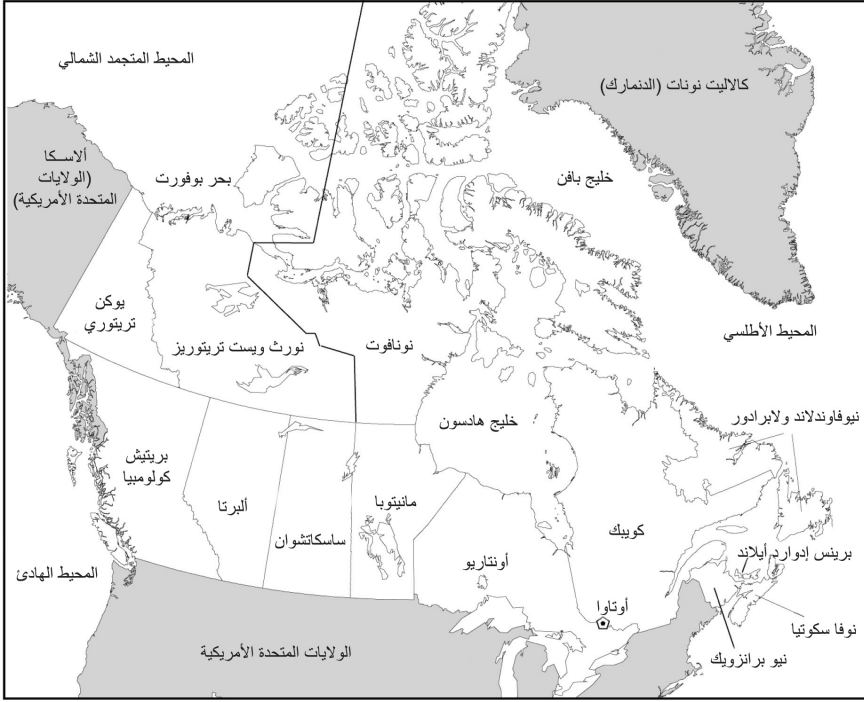 المحيط المتجمد الشمالي
كالاليت نونات (الدنمارك)
ألاسكا
(الولايات
المتحدة الأمريكية)
بحر بوفورت
خليج بافن
يوكن
تريتوري
نورث ويست تريتوريز
نونافوت
المحيط الأطلسي
نيوفاوندلاند ولابرادور
خليج هادسون
بريتيش
كولومبيا
ألبرتا
ساسكاتشوان
مانيتوبا
أونتاريو
كويبك
برينس إدوارد أيلاند
المحيط الهادئ
أوتاوا
نوفا سكوتيا
نيو برانزويك
الولايات المتحدة الأمريكية